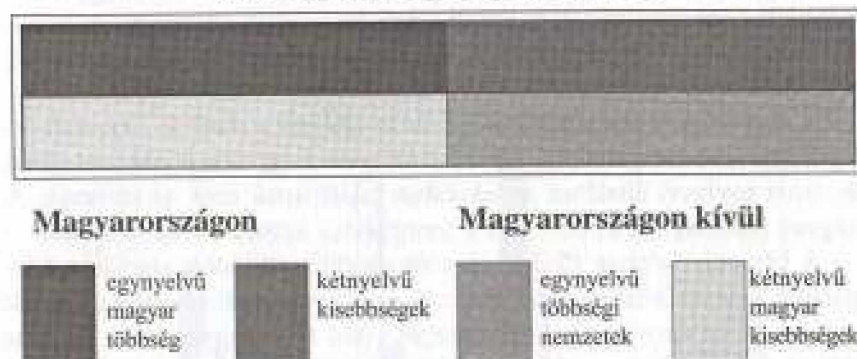 Magyarországon
Magyarországon kívül
egynyelvű
magyar
többség
kétnyelvű
kisebbségek
egynyelvű
többségi
nemzetek
kétnyelvű
magyar
kisebbségek